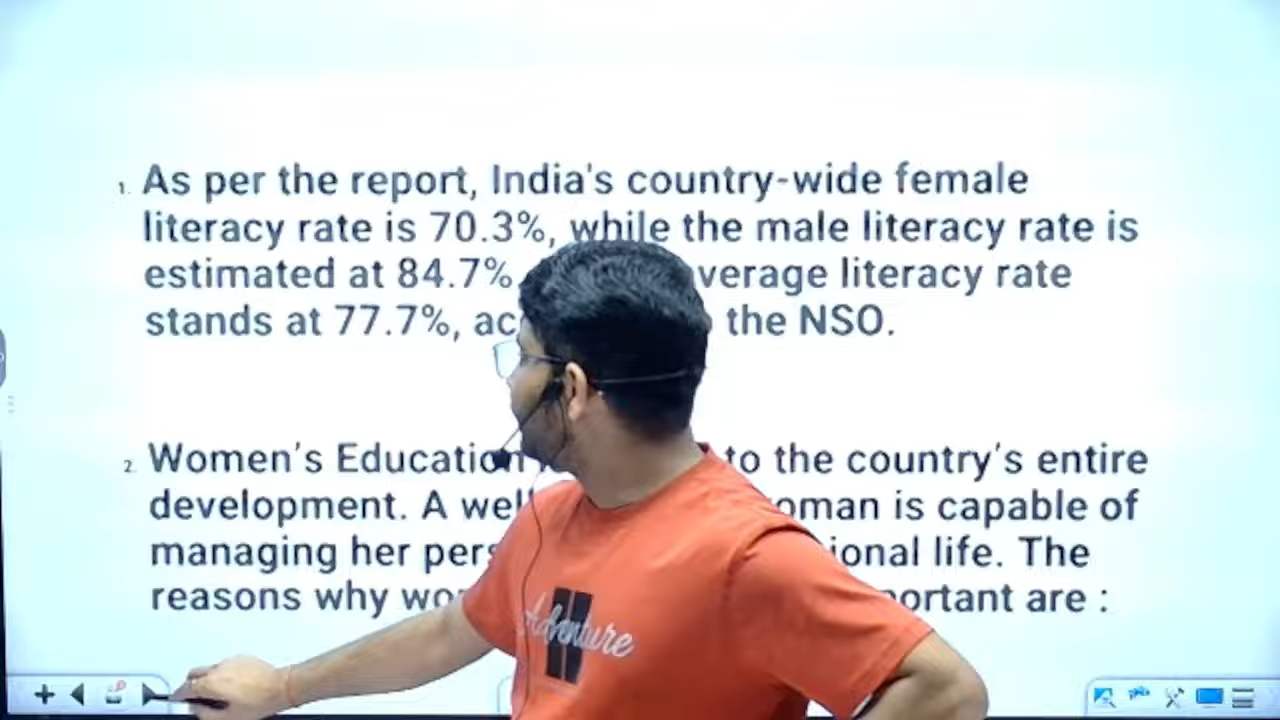 1. As per the report, India's country-wide female
literacy rate is 70.3%, while the male literacy rate is
estimated at 84.7% verage literacy rate
stands at 77.7%, ac the NSO.
2. Women's Education to the country's entire
development. A wel oman is capable of
managing her pers ional life. The
reasons why wo portant are :
Adventure